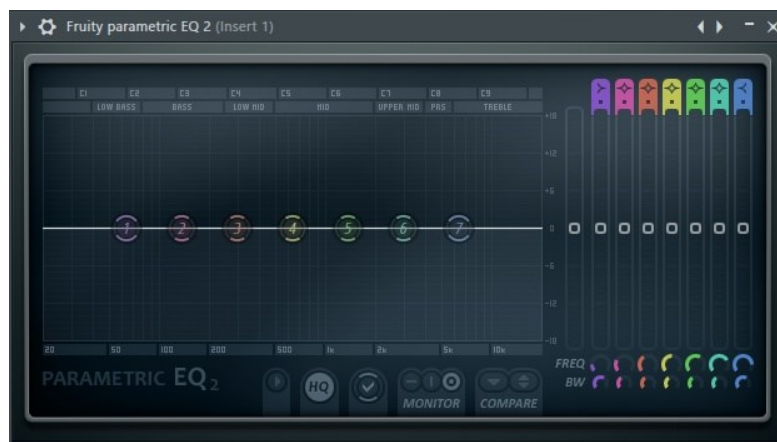 Fruity parametric EQ 2 (Insert 1)
C1 C2 C3 C4 C5 C6 C7 C8 C9
LOW BASS BASS LOW MID MID UPPER MID PRS TREBLE
+18
+12
+6
1 2 3 4 5 6 7 0
-6
-12
-18
20 50 100 200 500 1k 2k 5k 10k
FREQ
PARAMETRIC EQ 2 HQ BW
MONITOR COMPARE